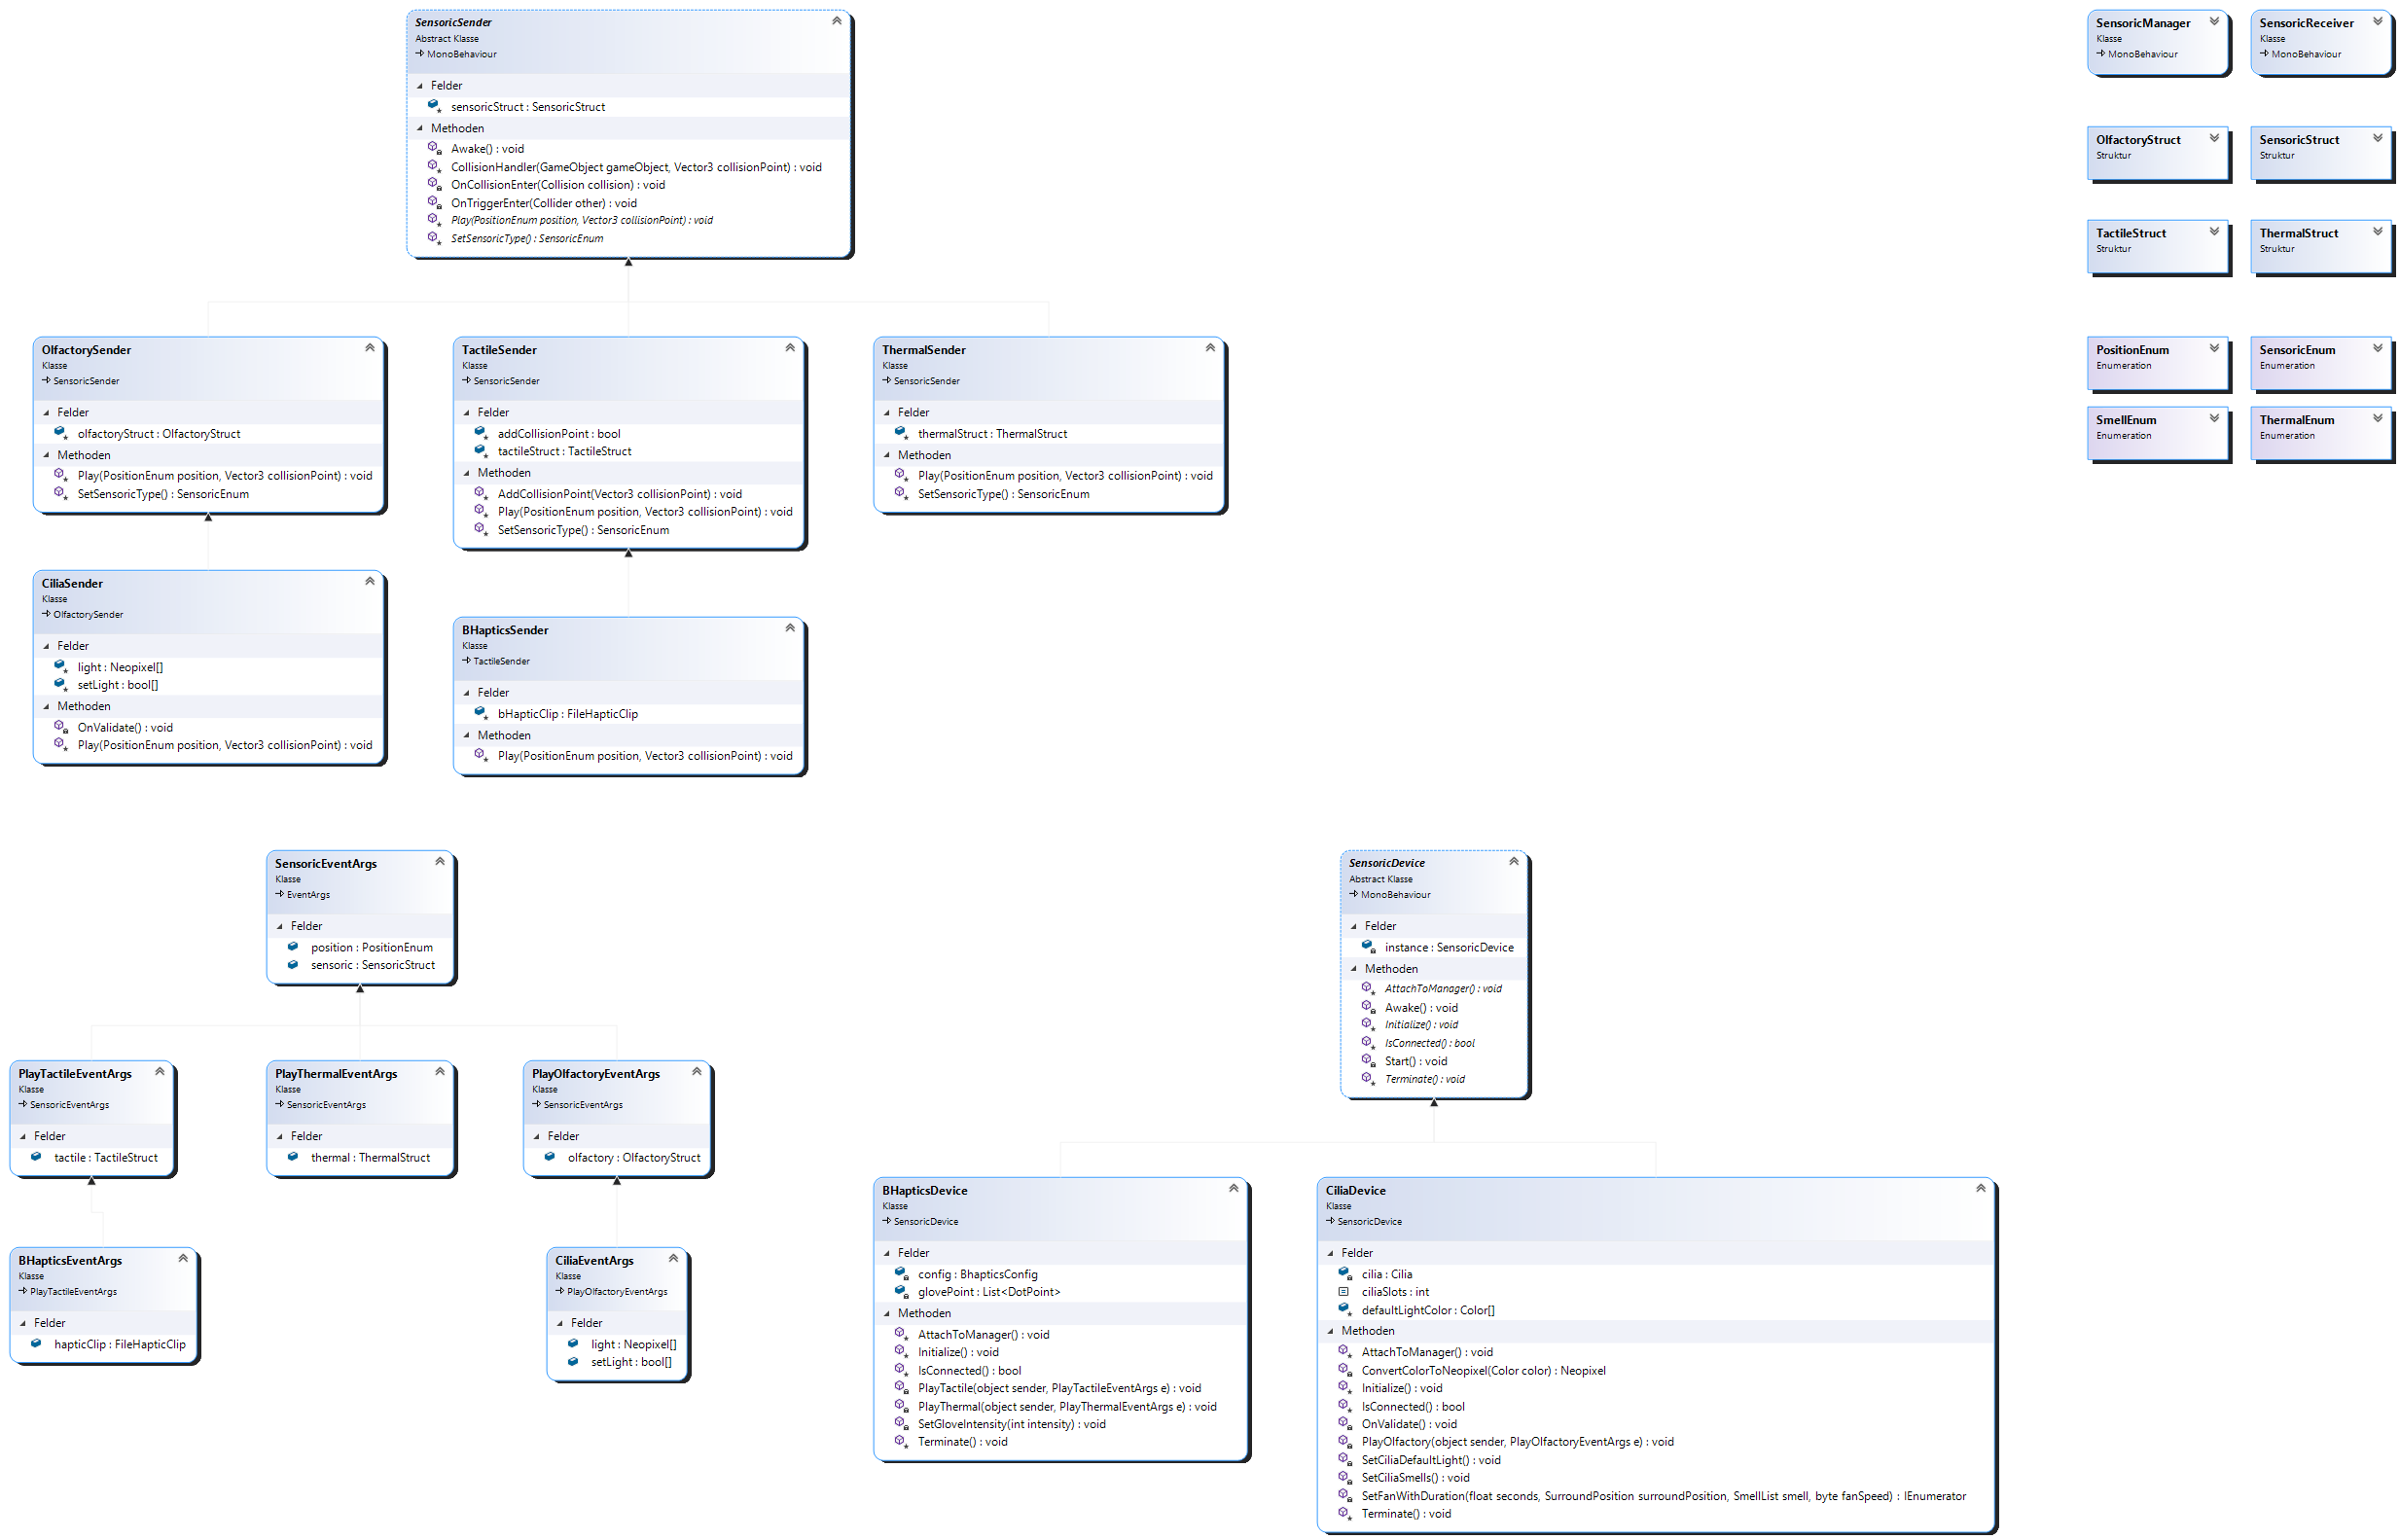 SensoricSender
Abstract Klasse
MonoBehaviour
Felder
sensoricStruct : SensoricStruct
Methoden
Awake() : void
CollisionHandler(GameObject gameObject, Vector3 collisionPoint) : void
OnCollisionEnter(Collision collision) : void
OnTriggerEnter(Collider other) : void
Play(PositionEnum position, Vector3 collisionPoint) : void
SetSensoricType() : SensoricEnum
SensoricManager
Klasse
MonoBehaviour
SensoricReceiver
Klasse
MonoBehaviour
OlfactoryStruct
Struktur
SensoricStruct
Struktur
TactileStruct
Struktur
ThermalStruct
Struktur
PositionEnum
Enumeration
SensoricEnum
Enumeration
SmellEnum
Enumeration
ThermalEnum
Enumeration
OlfactorySender
Klasse
SensoricSender
Felder
olfactoryStruct : OlfactoryStruct
Methoden
Play(PositionEnum position, Vector3 collisionPoint) : void
SetSensoricType() : SensoricEnum
TactileSender
Klasse
SensoricSender
Felder
addCollisionPoint : bool
tactileStruct : TactileStruct
Methoden
AddCollisionPoint(Vector3 collisionPoint) : void
Play(PositionEnum position, Vector3 collisionPoint) : void
SetSensoricType() : SensoricEnum
ThermalSender
Klasse
SensoricSender
Felder
thermalStruct : ThermalStruct
Methoden
Play(PositionEnum position, Vector3 collisionPoint) : void
SetSensoricType() : SensoricEnum
CiliaSender
Klasse
OlfactorySender
Felder
light : Neopixel[]
setLight : bool[]
Methoden
OnValidate() : void
Play(PositionEnum position, Vector3 collisionPoint) : void
BHapticsSender
Klasse
TactileSender
Felder
bHapticClip : FileHapticClip
Methoden
Play(PositionEnum position, Vector3 collisionPoint) : void
SensoricEventArgs
Klasse
EventArgs
Felder
position : PositionEnum
sensoric : SensoricStruct
PlayTactileEventArgs
Klasse
SensoricEventArgs
Felder
tactile : TactileStruct
PlayThermalEventArgs
Klasse
SensoricEventArgs
Felder
thermal : ThermalStruct
PlayOlfactoryEventArgs
Klasse
SensoricEventArgs
Felder
olfactory : OlfactoryStruct
BHapticsEventArgs
Klasse
PlayTactileEventArgs
Felder
hapticClip : FileHapticClip
CiliaEventArgs
Klasse
PlayOlfactoryEventArgs
Felder
light : Neopixel[]
setLight : bool[]
SensoricDevice
Abstract Klasse
MonoBehaviour
Felder
instance : SensoricDevice
Methoden
AttachToManager() : void
Awake() : void
Initialize() : void
IsConnected() : bool
Start() : void
Terminate() : void
BHapticsDevice
Klasse
SensoricDevice
Felder
config : BhapticsConfig
glovePoint : List<DotPoint>
Methoden
AttachToManager() : void
Initialize() : void
IsConnected() : bool
PlayTactile(object sender, PlayTactileEventArgs e) : void
PlayThermal(object sender, PlayThermalEventArgs e) : void
SetGloveIntensity(int intensity) : void
Terminate() : void
CiliaDevice
Klasse
SensoricDevice
Felder
cilia : Cilia
ciliaSlots : int
defaultLightColor : Color[]
Methoden
AttachToManager() : void
ConvertColorToNeopixel(Color color) : Neopixel
Initialize() : void
IsConnected() : bool
OnValidate() : void
PlayOlfactory(object sender, PlayOlfactoryEventArgs e) : void
SetCiliaDefaultLight() : void
SetCiliaSmells() : void
SetFanWithDuration(float seconds, SurroundPosition surroundPosition, SmellList smell, byte fanSpeed) : IEnumerator
Terminate() : void